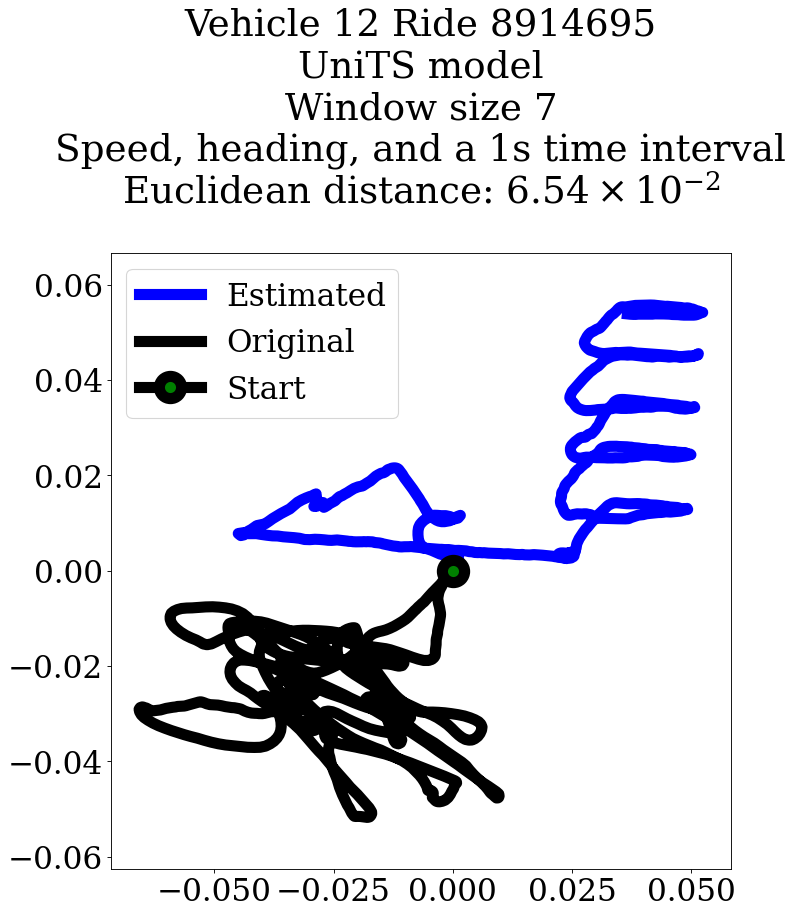 Vehicle 12 Ride 8914695
UniTS model
Window size 7
Speed, heading, and a 1s time interval
Euclidean distance: 6.54 × 10⁻²
Estimated
Original
Start
0.06
0.04
0.02
0.00
−0.02
−0.04
−0.06
−0.050 −0.025 0.000 0.025 0.050